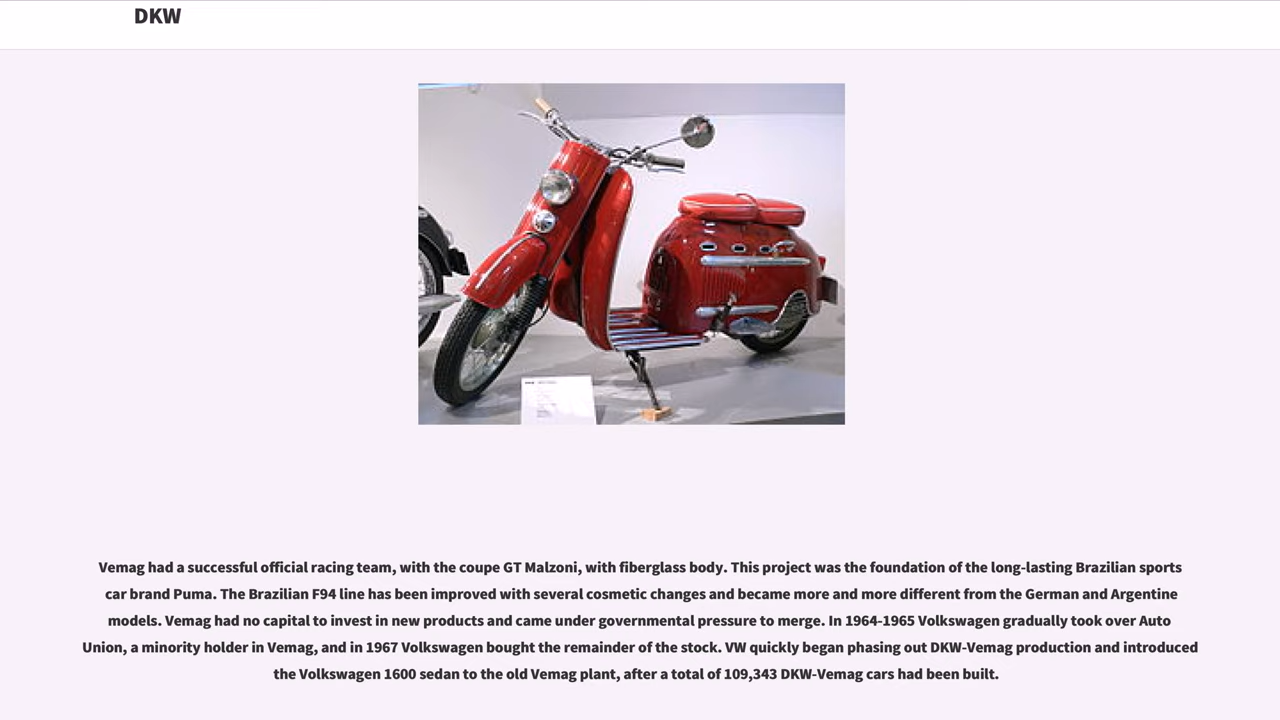 DKW
Vemag had a successful official racing team, with the coupe GT Malzoni, with fiberglass body. This project was the foundation of the long-lasting Brazilian sports
car brand Puma. The Brazilian F94 line has been improved with several cosmetic changes and became more and more different from the German and Argentine
models. Vemag had no capital to invest in new products and came under governmental pressure to merge. In 1964-1965 Volkswagen gradually took over Auto
Union, a minority holder in Vemag, and in 1967 Volkswagen bought the remainder of the stock. VW quickly began phasing out DKW-Vemag production and introduced
the Volkswagen 1600 sedan to the old Vemag plant, after a total of 109,343 DKW-Vemag cars had been built.